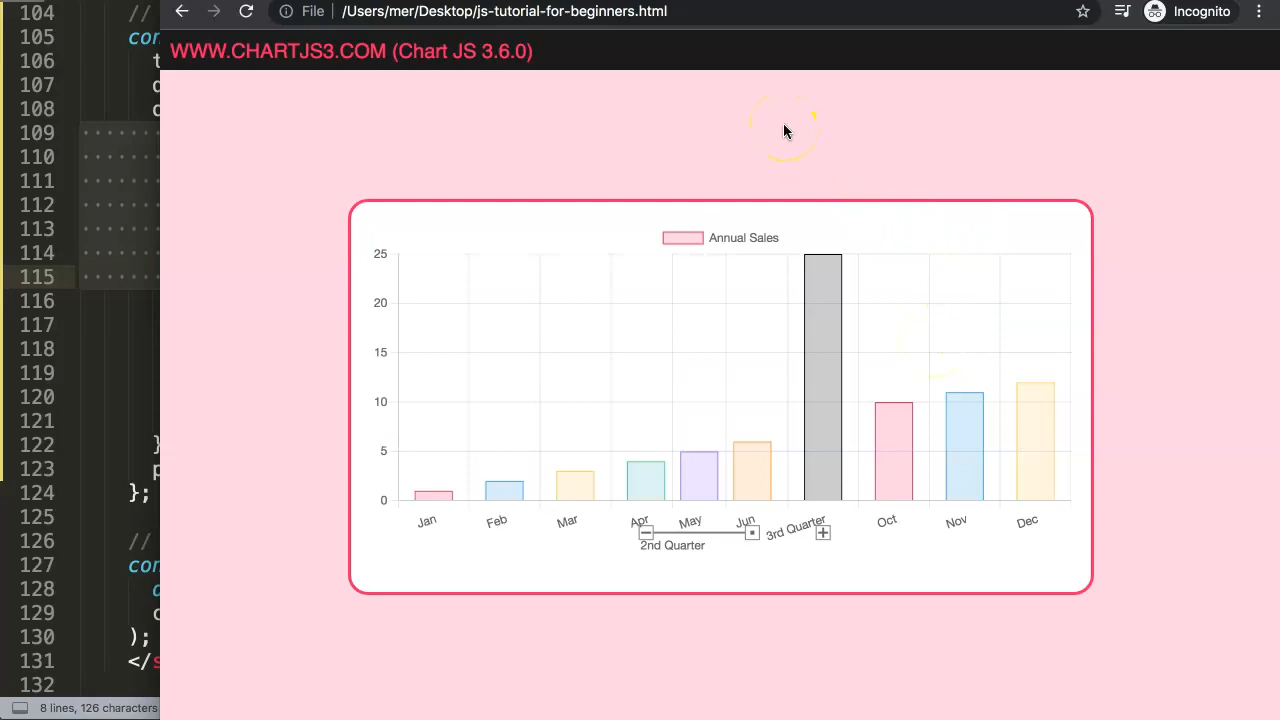 File /Users/mer/Desktop/js-tutorial-for-beginners.html Incognito
WWW.CHARTJS3.COM (Chart JS 3.6.0)
104 //
105 con
106 t
107 d
108 c
109
110
111
112
113
114
115
116
117
118
119
120
121
122 }
123 p
124 };
125
126 //
127 con
128
129 c
130 );
131 </s
132
8 lines, 126 characters
Annual Sales
25
20
15
10
5
0
Jan Feb Mar Apr May Jun 3rd Quarter Oct Nov Dec
2nd Quarter